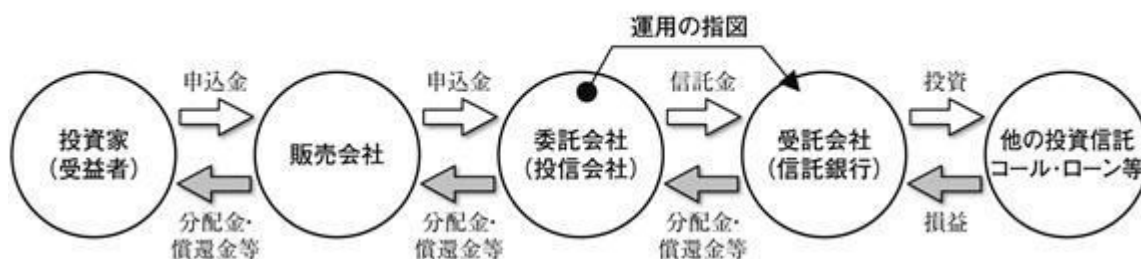 運用の指図
申込金
申込金
信託金
投資
投資家
(受益者)
販売会社
委託会社
(投信会社)
受託会社
(信託銀行)
他の投資信託
コール・ローン等
分配金・
償還金等
分配金・
償還金等
分配金・
償還金等
損益